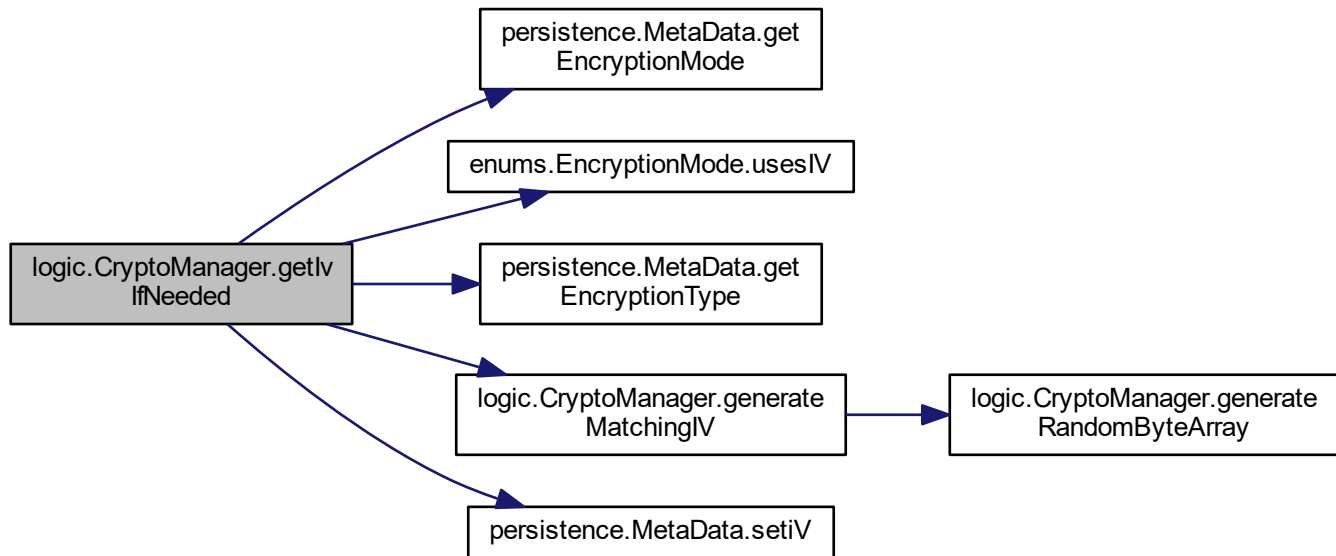 persistence.MetaData.get
EncryptionMode
enums.EncryptionMode.usesIV
logic.CryptoManager.getIv
IfNeeded
persistence.MetaData.get
EncryptionType
logic.CryptoManager.generate
MatchingIV
logic.CryptoManager.generate
RandomByteArray
persistence.MetaData.setiV